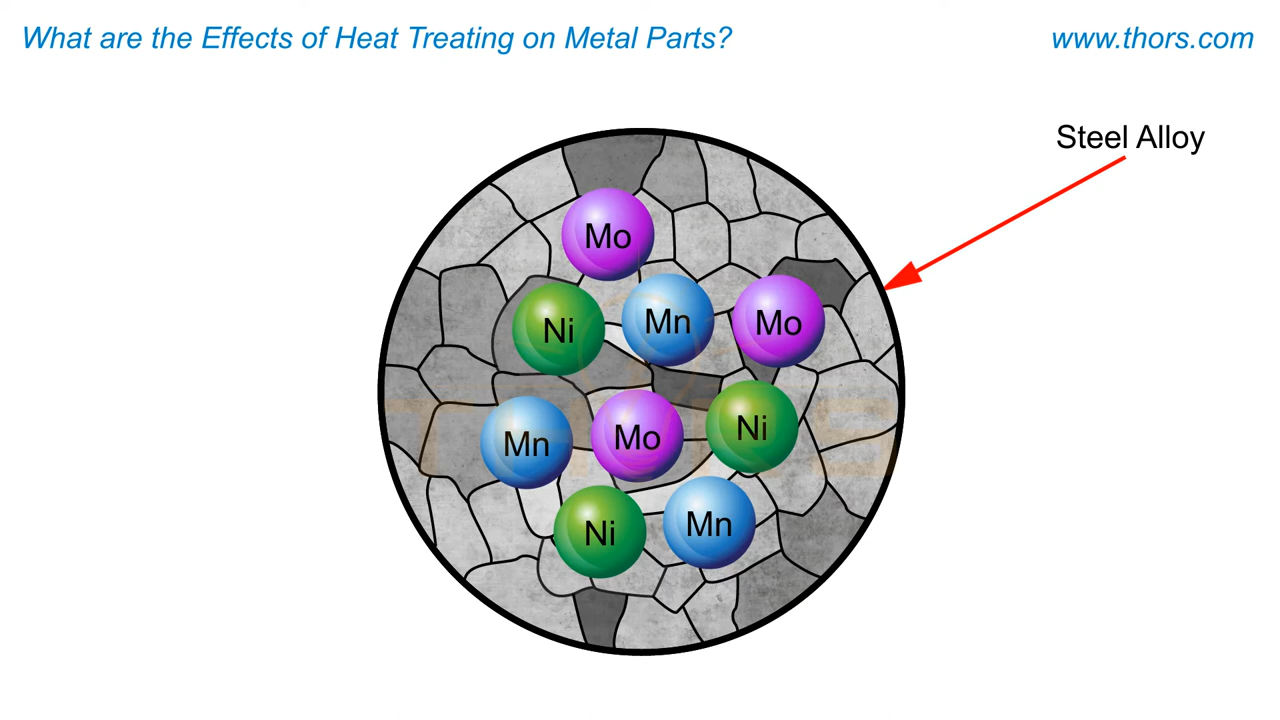 What are the Effects of Heat Treating on Metal Parts?
www.thors.com
Steel Alloy
Mo
Ni
Mn
Mo
Mn
Mo
Ni
Ni
Mn
THORS